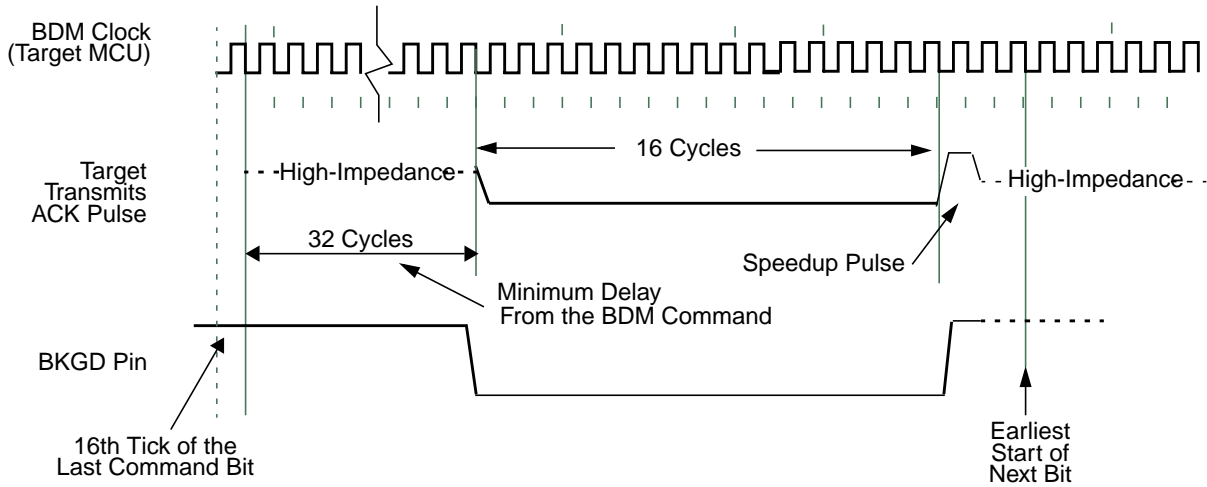 BDM Clock
(Target MCU)
16 Cycles
Target
Transmits
ACK Pulse
High-Impedance
High-Impedance
32 Cycles
Speedup Pulse
Minimum Delay
From the BDM Command
BKGD Pin
16th Tick of the
Last Command Bit
Earliest
Start of
Next Bit